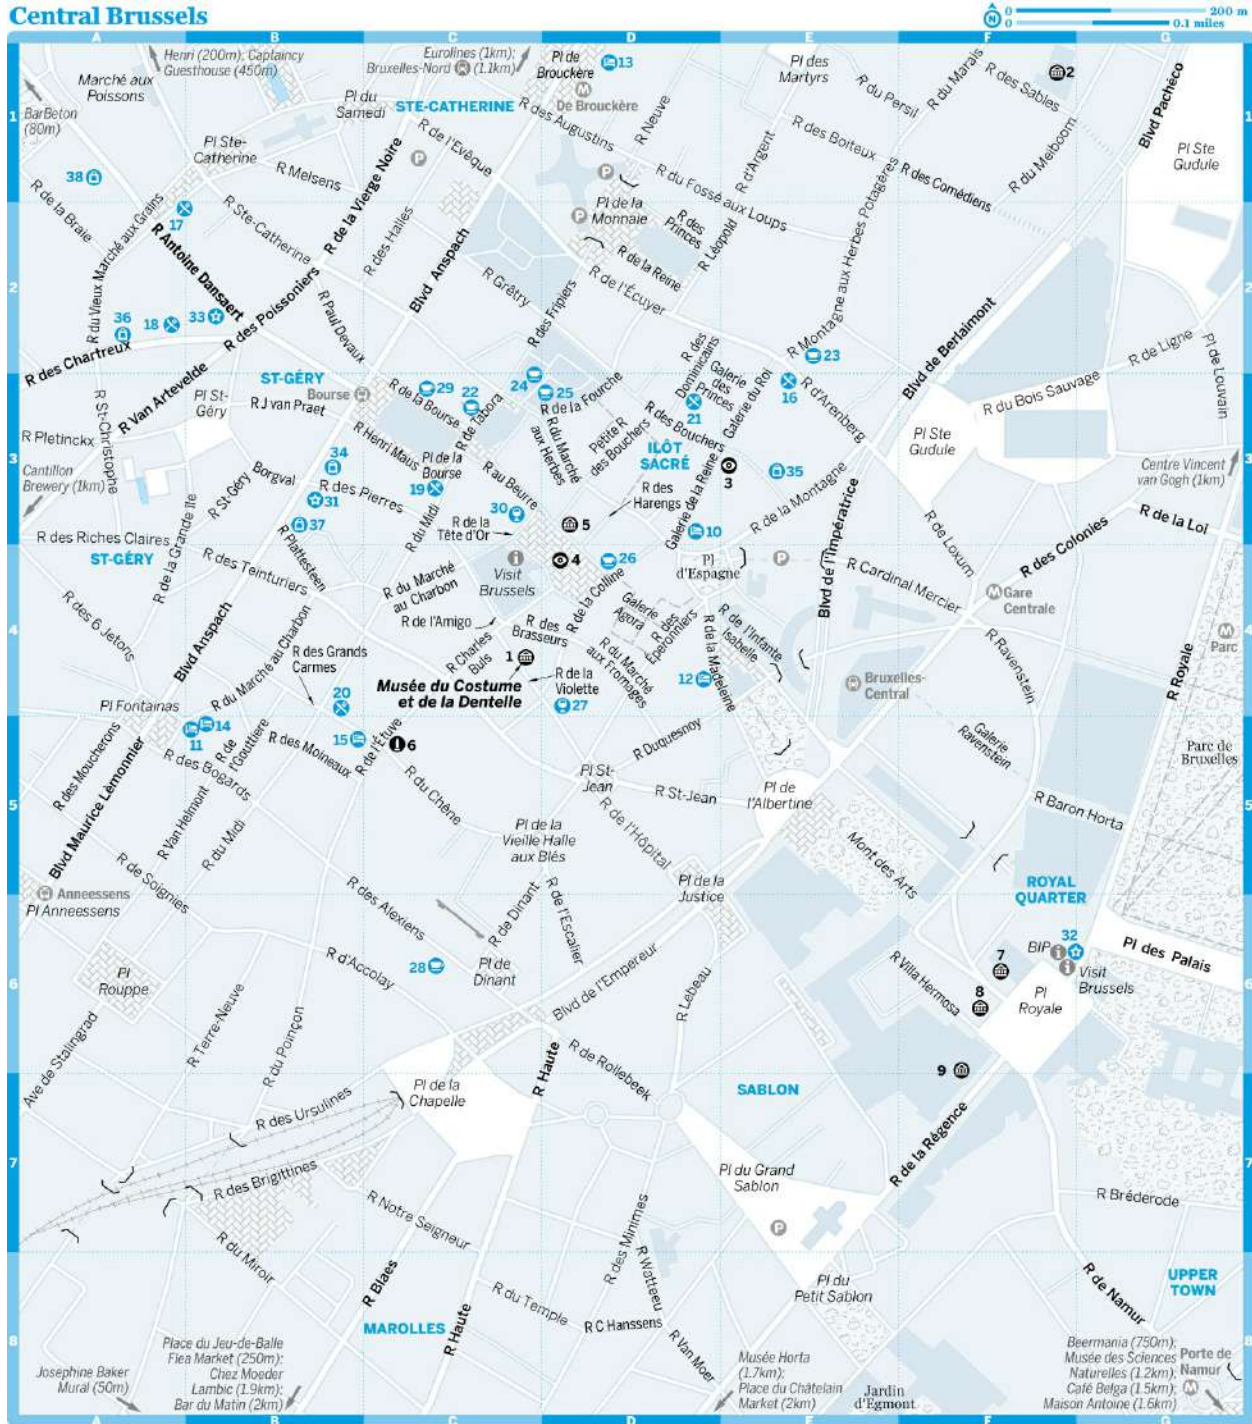 Central Brussels
0 200 m
N 0 0.1 miles
A B C D E F G
Henri (200m); Captaincy
Guesthouse (450m)
Eurolines (1km);
Bruxelles-Nord (1.1km)
Pl de
Brouckère
13
Pl des
Martyrs
2
Marché aux
Poissons
Pl du
Samedi
STE-CATHERINE
De Brouckère
R du Persil
R du Marais
R des Sables
BarBeton
(80m)
1
R des Augustins
R Neuve
R de l'Evêque
R des Boiteux
Blvd Pachéco
1
Pl Ste-
Catherine
R Melsens
R de la Vierge Noire
P
R d'Argent
R des Comédiens
R du Meiboom
Pl Ste
Gudule
38
R de la Braie
P
R du Fossé aux Loups
17
R Ste-Catherine
R des Halles
P
Pl de la
Monnaie
R des
Princes
R Léopold
R Antoine Dansaert
R du Vieux Marché aux Grains
Blvd Anspach
R de la Reine
R de l'Écuyer
R Montagne aux Herbes Potagères
2
R Grétry
R des Fripiers
2
36
18
33
R des Poissoniers
R Paul Devaux
Blvd de Berlaimont
R des Chartreux
R des
Dominicains
23
R de Ligne
Pl de Louvain
ST-GÉRY
Bourse
29
22
24
25
Galerie
des
Princes
Galerie du Roi
16
R d'Arenberg
R Van Artevelde
Pl St-
Géry
R J van Praet
R de la Bourse
R de Tabora
R de la Fourche
21
R du Bois Sauvage
R St-Christophe
R Pletinckx
R Henri Maus
R du Marché
aux Herbes
Petite R
des Bouchers
R des Bouchers
Pl Ste
Gudule
3
34
Pl de la
Bourse
R au Beurre
ILÔT
SACRÉ
Galerie de la Reine
3
35
Centre Vincent
van Gogh (1km)
3
Cantillon
Brewery (1km)
Borgval
R St-Géry
R des Pierres
19
31
30
R des
Harengs
R de la Montagne
R de la Loi
37
R du Midi
R de la
Tête d'Or
5
10
R des Riches Claires
R Plattesteen
Blvd de l'Impératrice
R de Loxum
R des Colonies
ST-GÉRY
R de la Grande Ile
R des Teinturiers
Visit
Brussels
4
26
Pl
d'Espagne
P
R Cardinal Mercier
R du Marché
au Charbon
R de la Colline
Gare
Centrale
R des 6 Jetons
Blvd Anspach
R de l'Amigo
R des
Brasseurs
Galerie
Agora
R des
Eperonniers
R de l'Infante
Isabelle
4
R du Marché au Charbon
R des Grands
Carmes
R Charles
Buls
1
R du Marché
aux Fromages
R de la Madeleine
R Ravenstein
Parc
4
Musée du Costume
et de la Dentelle
R de la
Violette
12
Bruxelles-
Central
R Royale
20
27
Pl Fontainas
11
14
R de
l'Gouttiere
R des Moineaux
15
R de l'Étuve
6
R Duquesnoy
Galerie
Ravenstein
Parc de
Bruxelles
R des Moucherons
R des Bogards
R du Chêne
Pl St-
Jean
R St-Jean
Pl de
l'Albertine
5
Blvd Maurice Lemonnier
R Van Helmont
R du Midi
Pl de la
Vieille Halle
aux Blés
R de l'Hôpital
R Baron Horta
5
R de Soignies
Mont des Arts
Anneessens
Pl Anneessens
R des Alexiens
R de Dinant
R de l'Escalier
Pl de la
Justice
ROYAL
QUARTER
32
BIP
Pl des Palais
Pl
Rouppe
R d'Accolay
28
Pl de
Dinant
R Villa Hermosa
7
Visit
Brussels
6
Blvd de l'Empereur
R Lebeau
8
Pl
Royale
6
R Terre-Neuve
R du Poinçon
Ave de Stalingrad
R Haute
R de Rollebeek
9
Pl de la
Chapelle
SABLON
R des Ursulines
7
R de la Régence
7
R des Brigittines
Pl du Grand
Sablon
R Bréderode
R Notre Seigneur
R des Minimes
P
R du Miroir
R Watteeu
R Blaes
R du Temple
Pl du
Petit Sablon
R de Namur
UPPER
TOWN
MAROLLES
R Haute
R C Hanssens
R Van Moer
8
Place du Jeu-de-Balle
Flea Market (250m);
Chez Moeder
Lambic (1.9km);
Bar du Matin (2km)
Josephine Baker
Mural (50m)
Musée Horta
(1.7km);
Place du Châtelain
Market (2km)
Jardin
d'Egmont
Beermania (750m);
Musée des Sciences
Naturelles (1.2km);
Café Belga (1.5km);
Maison Antoine (1.6km)
Porte de
Namur
8
A B C D E F G